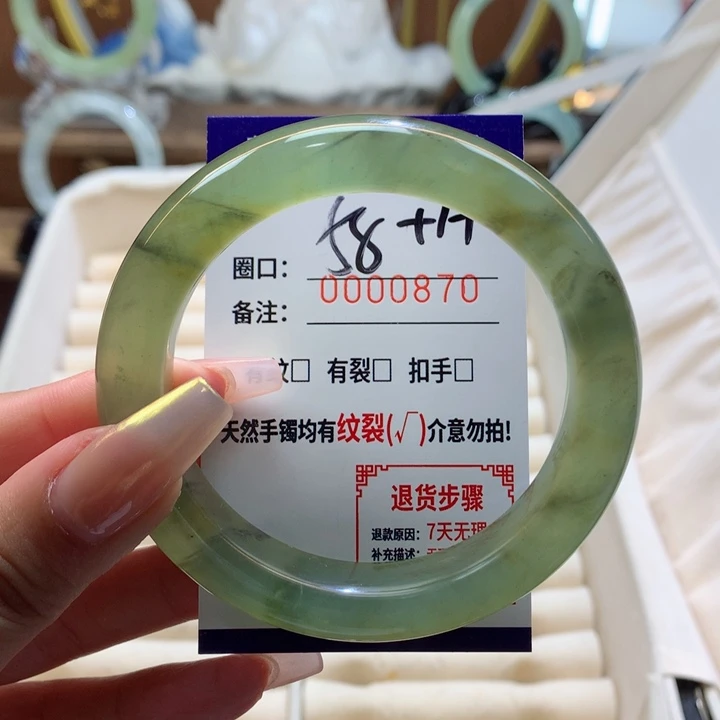 圈口： 58 +17
0000870
备注：
有纹□ 有裂□ 扣手□
天然手镯均有纹裂(√)介意勿拍!
退货步骤
退款原因：7天无理
补充描述：